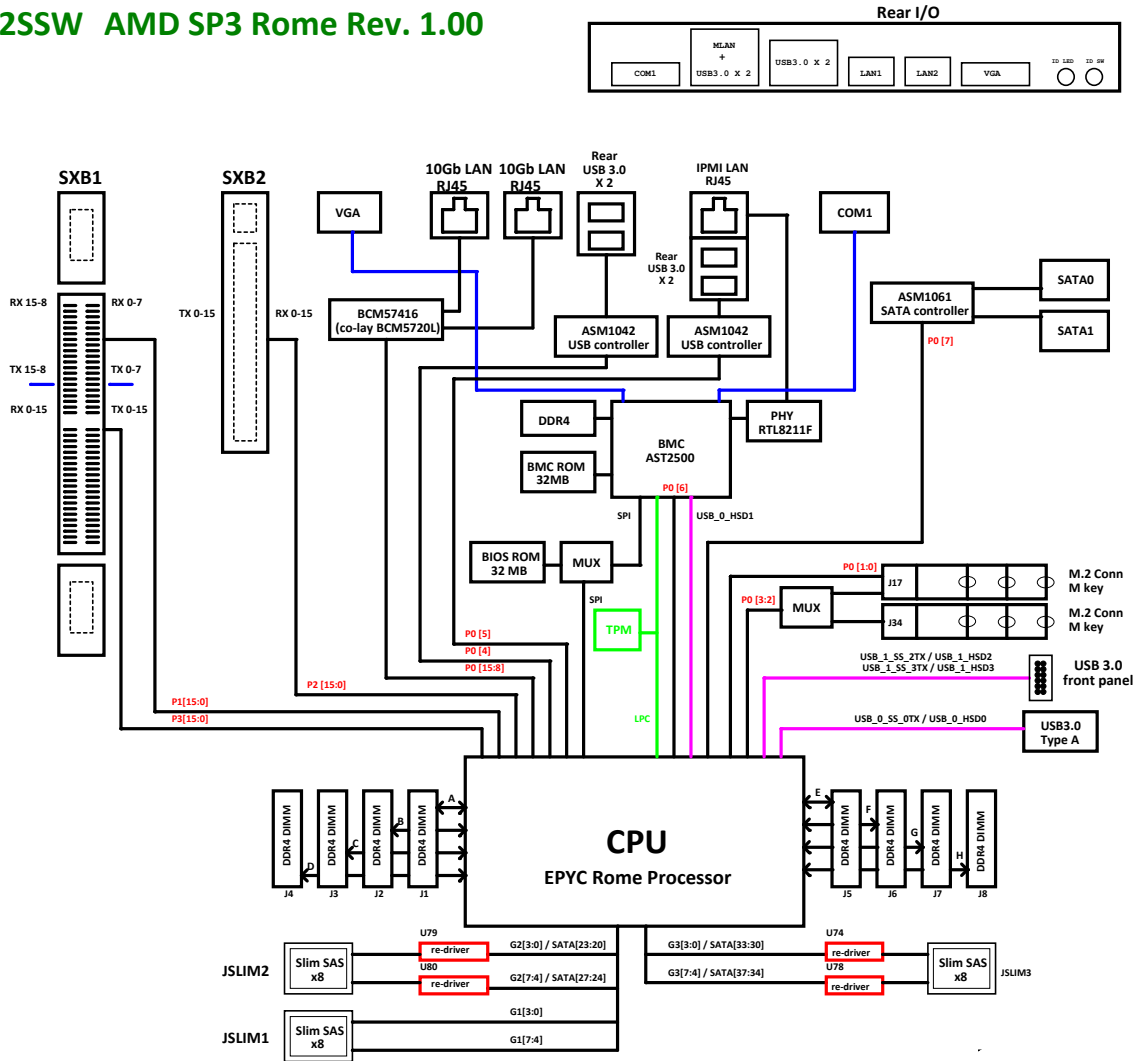 2SSW AMD SP3 Rome Rev. 1.00
Rear I/O
COM1
MLAN
+
USB3.0 X 2
USB3.0 X 2
LAN1
LAN2
VGA
ID LED
ID SW
SXB1
SXB2
VGA
10Gb LAN
RJ45
10Gb LAN
RJ45
Rear
USB 3.0
X 2
IPMI LAN
RJ45
Rear
USB 3.0
X 2
COM1
RX 15-8
RX 0-7
TX 15-8
TX 0-7
RX 0-15
TX 0-15
TX 0-15
RX 0-15
BCM57416
(co-lay BCM5720L)
ASM1042
USB controller
ASM1042
USB controller
ASM1061
SATA controller
P0 [7]
SATA0
SATA1
DDR4
BMC ROM
32MB
BMC
AST2500
P0 [6]
PHY
RTL8211F
SPI
USB_0_HSD1
BIOS ROM
32 MB
MUX
SPI
TPM
LPC
P0 [1:0]
P0 [3:2]
MUX
J17
M.2 Conn
M key
J34
M.2 Conn
M key
P0 [5]
P0 [4]
P0 [15:8]
P2 [15:0]
P1[15:0]
P3[15:0]
USB_1_SS_2TX / USB_1_HSD2
USB_1_SS_3TX / USB_1_HSD3
USB 3.0
front panel
USB_0_SS_0TX / USB_0_HSD0
USB3.0
Type A
DDR4 DIMM
DDR4 DIMM
DDR4 DIMM
DDR4 DIMM
A
B
C
D
J4
J3
J2
J1
CPU
EPYC Rome Processor
E
F
G
H
DDR4 DIMM
DDR4 DIMM
DDR4 DIMM
DDR4 DIMM
J5
J6
J7
J8
JSLIM2
Slim SAS
x8
U79
re-driver
U80
re-driver
G2[3:0] / SATA[23:20]
G2[7:4] / SATA[27:24]
JSLIM1
Slim SAS
x8
G1[3:0]
G1[7:4]
G3[3:0] / SATA[33:30]
G3[7:4] / SATA[37:34]
U74
re-driver
U78
re-driver
Slim SAS
x8
JSLIM3